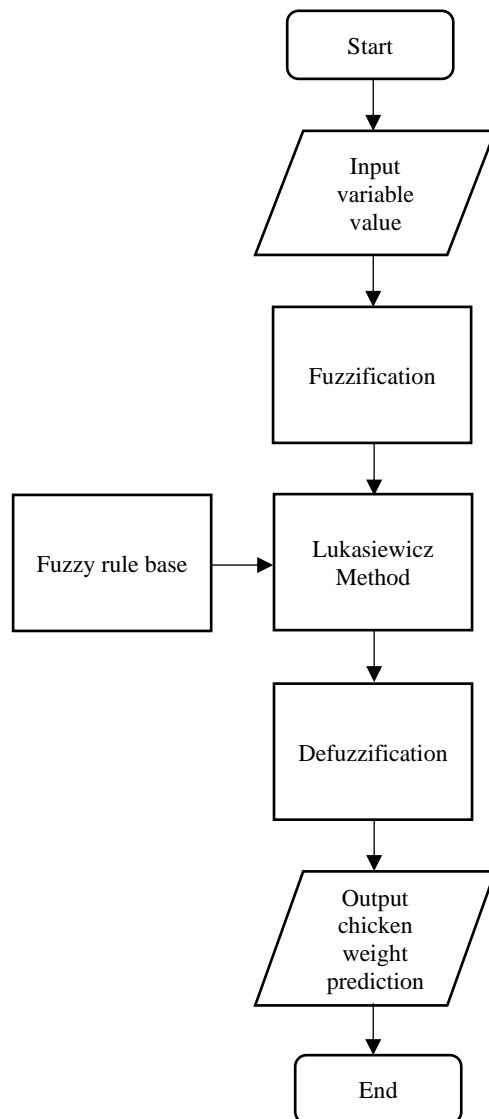 Start
Input
variable
value
Fuzzification
Fuzzy rule base
Lukasiewicz
Method
Defuzzification
Output
chicken
weight
prediction
End